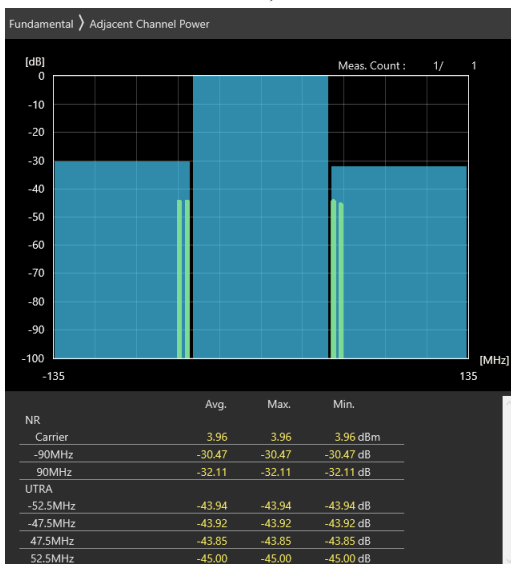 Fundamental 〉 Adjacent Channel Power
[dB]
Meas. Count : 1/ 1
0
-10
-20
-30
-40
-50
-60
-70
-80
-90
-100
[MHz]
-135 135
Avg. Max. Min.
NR
Carrier 3.96 3.96 3.96 dBm
-90MHz -30.47 -30.47 -30.47 dB
90MHz -32.11 -32.11 -32.11 dB
UTRA
-52.5MHz -43.94 -43.94 -43.94 dB
-47.5MHz -43.92 -43.92 -43.92 dB
47.5MHz -43.85 -43.85 -43.85 dB
52.5MHz -45.00 -45.00 -45.00 dB